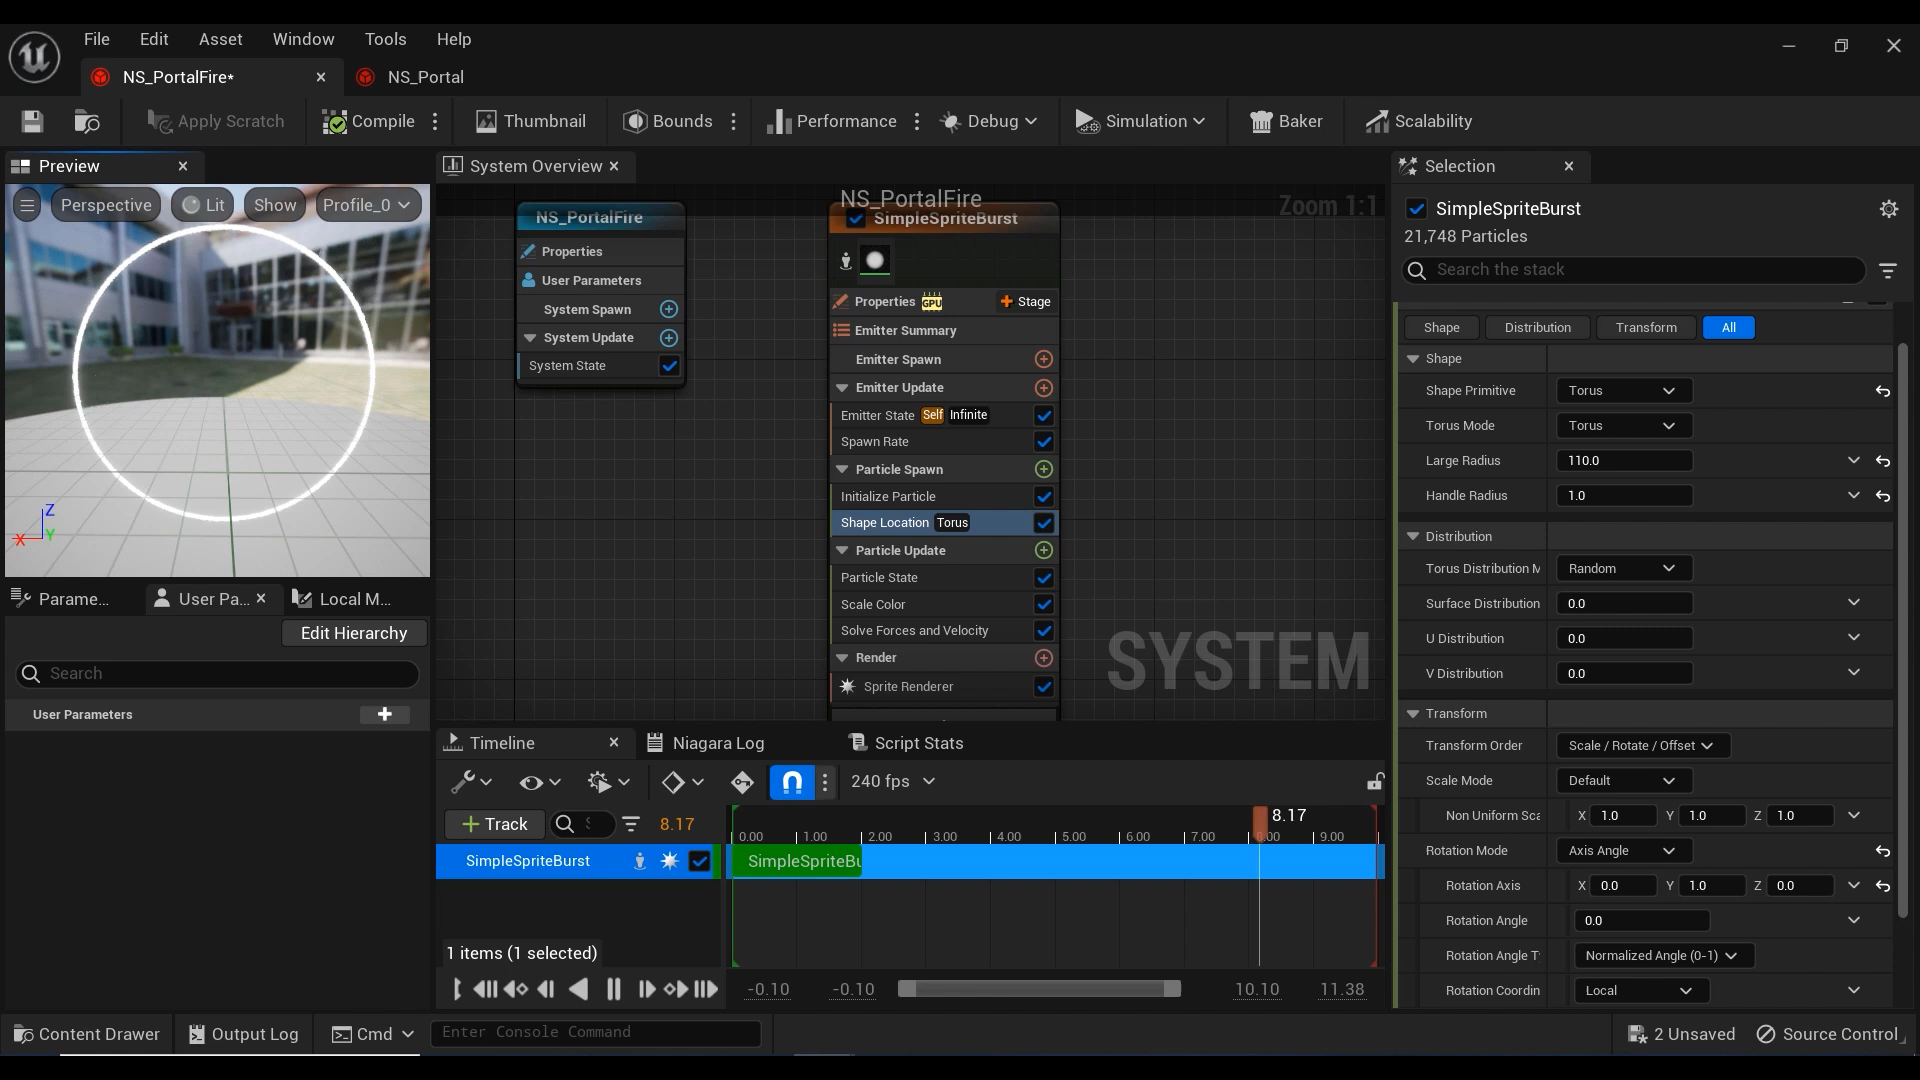 File Edit Asset Window Tools Help
NS_PortalFire* NS_Portal
Apply Scratch Compile Thumbnail Bounds Performance Debug Simulation Baker Scalability
Preview
Perspective Lit Show Profile_0
Z
X Y
Parame... User Pa... Local M...
Edit Hierarchy
Search
User Parameters
System Overview
NS_PortalFire
Zoom 1:1
NS_PortalFire
Properties
User Parameters
System Spawn
System Update
System State
SimpleSpriteBurst
Properties GPU Stage
Emitter Summary
Emitter Spawn
Emitter Update
Emitter State Self Infinite
Spawn Rate
Particle Spawn
Initialize Particle
Shape Location Torus
Particle Update
Particle State
Scale Color
Solve Forces and Velocity
Render
Sprite Renderer
SYSTEM
Timeline Niagara Log Script Stats
240 fps
Track S 8.17
8.17
0.00 1.00 2.00 3.00 4.00 5.00 6.00 7.00 8.00 9.00
SimpleSpriteBurst SimpleSpriteBu
1 items (1 selected)
-0.10 -0.10 10.10 11.38
Selection
SimpleSpriteBurst
21,748 Particles
Search the stack
Shape Distribution Transform All
Shape
Shape Primitive Torus
Torus Mode Torus
Large Radius 110.0
Handle Radius 1.0
Distribution
Torus Distribution M Random
Surface Distribution 0.0
U Distribution 0.0
V Distribution 0.0
Transform
Transform Order Scale / Rotate / Offset
Scale Mode Default
Non Uniform Sca X 1.0 Y 1.0 Z 1.0
Rotation Mode Axis Angle
Rotation Axis X 0.0 Y 1.0 Z 0.0
Rotation Angle 0.0
Rotation Angle T Normalized Angle (0-1)
Rotation Coordin Local
Content Drawer Output Log Cmd Enter Console Command 2 Unsaved Source Control